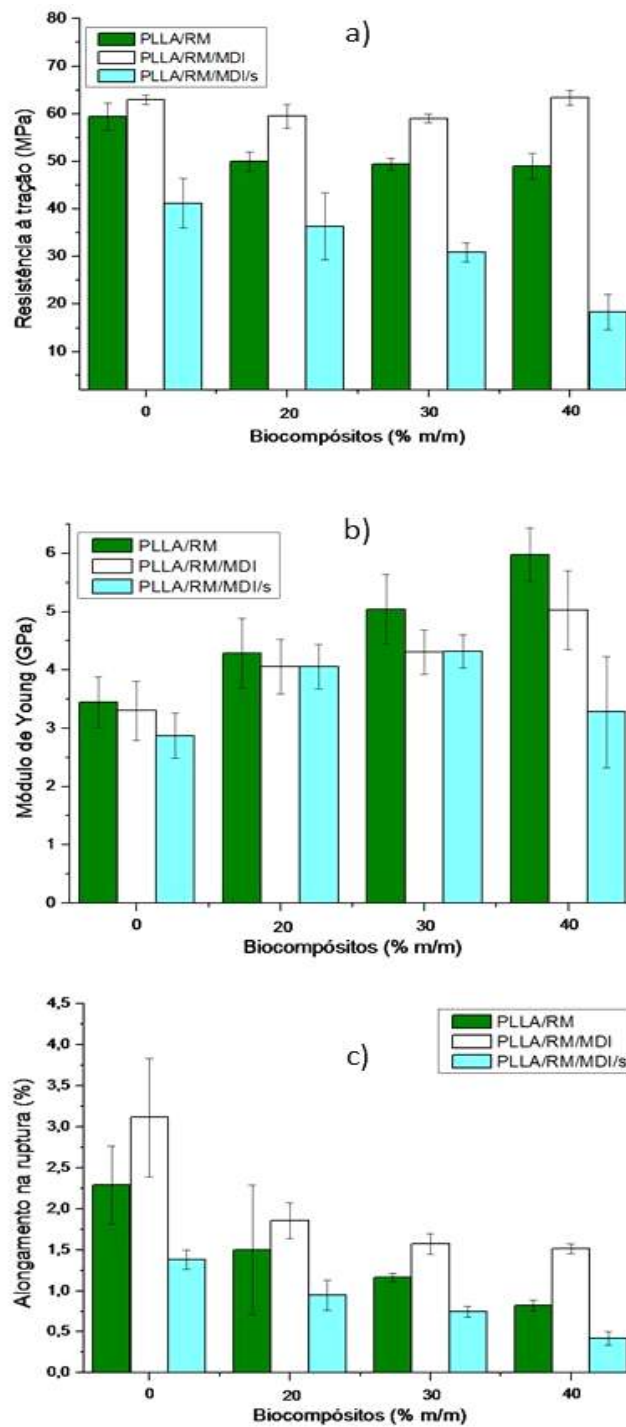 a)
PLLA/RM
PLLA/RM/MDI
PLLA/RM/MDI/s
Resistência à tração (MPa)
80
70
60
50
40
30
20
10
0 20 30 40
Biocompósitos (% m/m)
b)
PLLA/RM
PLLA/RM/MDI
PLLA/RM/MDI/s
Módulo de Young (GPa)
6
5
4
3
2
1
0
0 20 30 40
Biocompósitos (% m/m)
c)
PLLA/RM
PLLA/RM/MDI
PLLA/RM/MDI/s
Alongamento na ruptura (%)
4,5
4,0
3,5
3,0
2,5
2,0
1,5
1,0
0,5
0,0
0 20 30 40
Biocompósitos (% m/m)